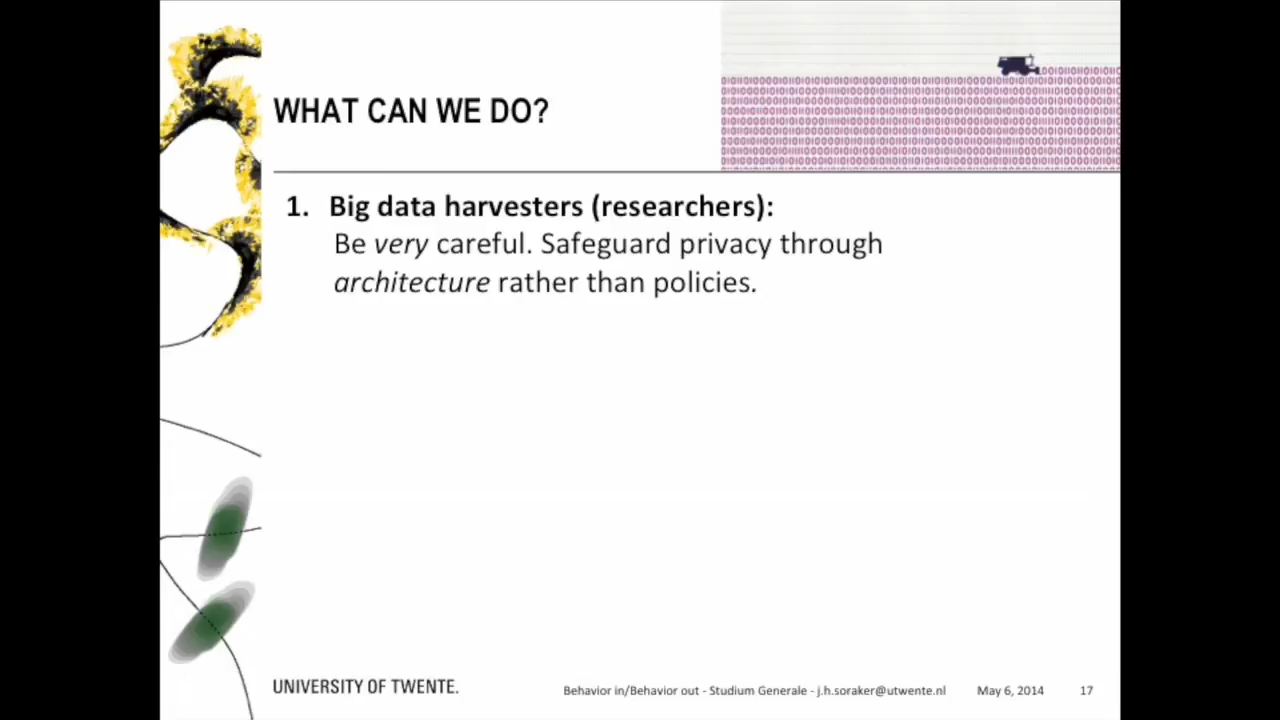 WHAT CAN WE DO?
1. Big data harvesters (researchers):
Be very careful. Safeguard privacy through
architecture rather than policies.
UNIVERSITY OF TWENTE.
Behavior in/Behavior out - Studium Generale - j.h.soraker@utwente.nl May 6, 2014 17